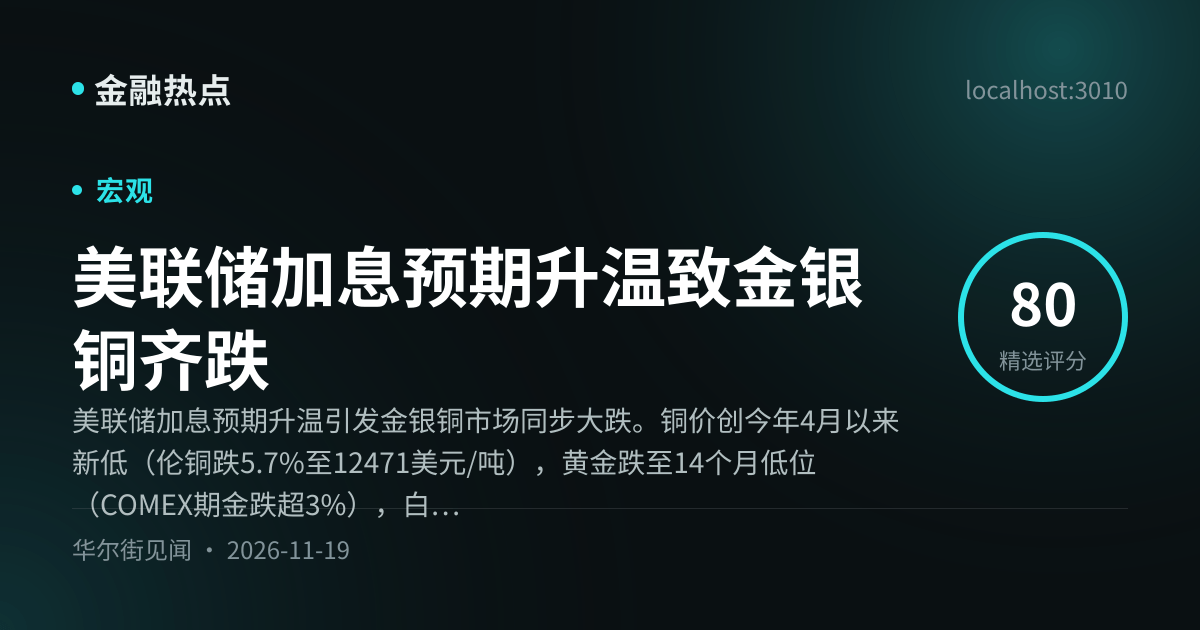 金融热点
localhost:3010
宏观
美联储加息预期升温致金银
铜齐跌
80
精选评分
美联储加息预期升温引发金银铜市场同步大跌。铜价创今年4月以来
新低（伦铜跌5.7%至12471美元/吨），黄金跌至14个月低位
（COMEX期金跌超3%），白…
华尔街见闻 · 2026-11-19